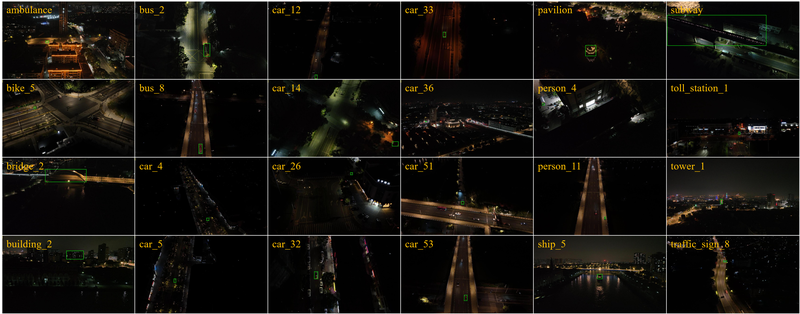 ambulance
bus_2
car_12
car_33
pavilion
subway
bike_5
bus_8
car_14
car_36
person_4
toll_station_1
bridge_2
car_4
car_26
car_51
person_11
tower_1
building_2
car_5
car_32
car_53
ship_5
traffic_sign_8